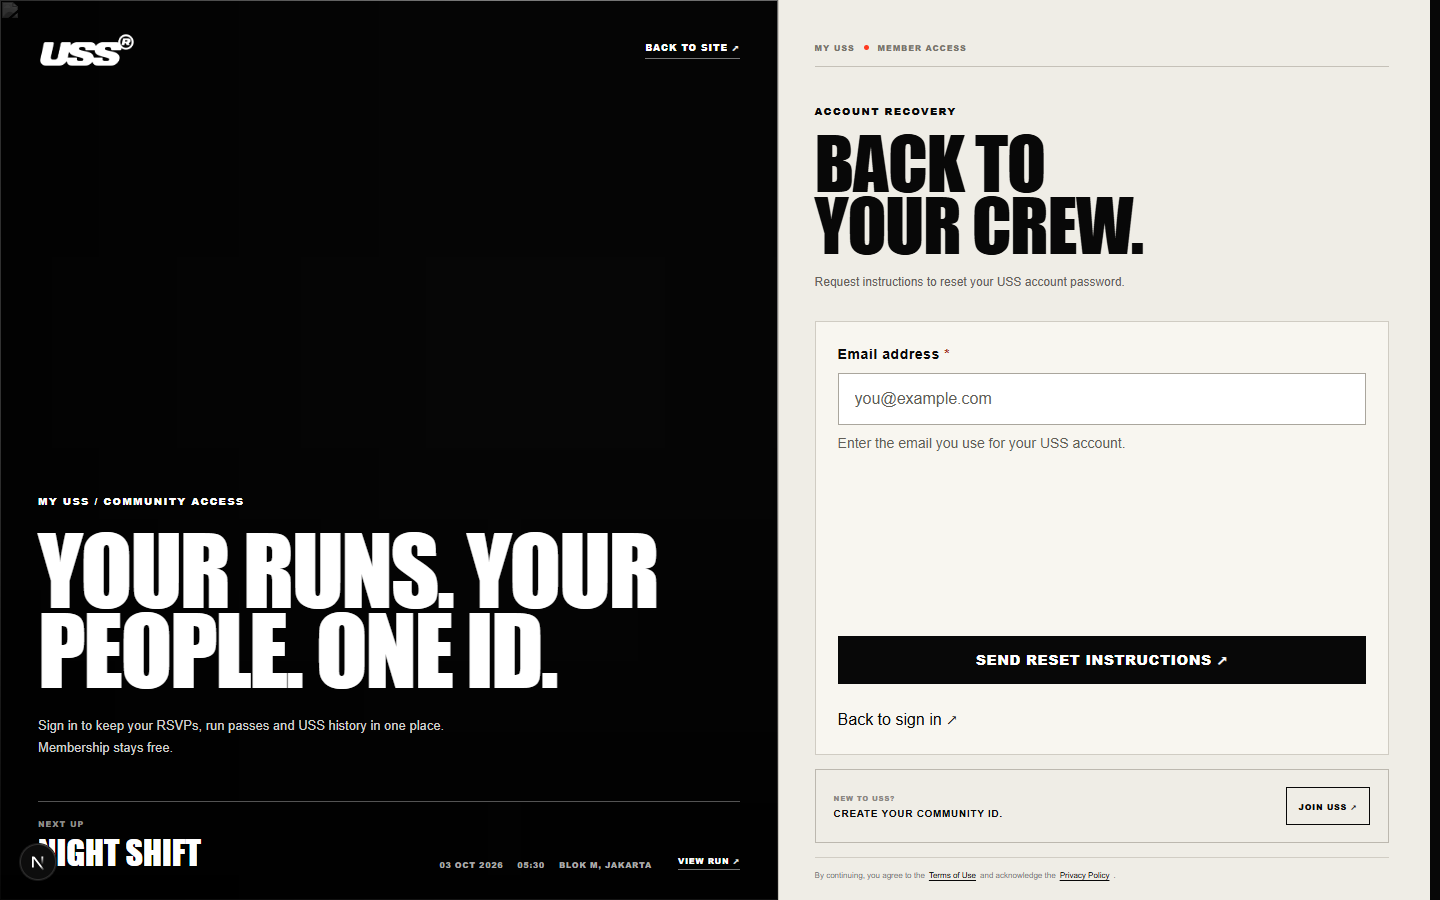 USS®
BACK TO SITE ↗
MY USS / COMMUNITY ACCESS
YOUR RUNS. YOUR
PEOPLE. ONE ID.
Sign in to keep your RSVPs, run passes and USS history in one place.
Membership stays free.
NEXT UP
NIGHT SHIFT
N
03 OCT 2026 05:30 BLOK M, JAKARTA
VIEW RUN ↗
MY USS • MEMBER ACCESS
ACCOUNT RECOVERY
BACK TO
YOUR CREW.
Request instructions to reset your USS account password.
Email address *
you@example.com
Enter the email you use for your USS account.
SEND RESET INSTRUCTIONS ↗
Back to sign in ↗
NEW TO USS?
CREATE YOUR COMMUNITY ID.
JOIN USS ↗
By continuing, you agree to the Terms of Use and acknowledge the Privacy Policy .